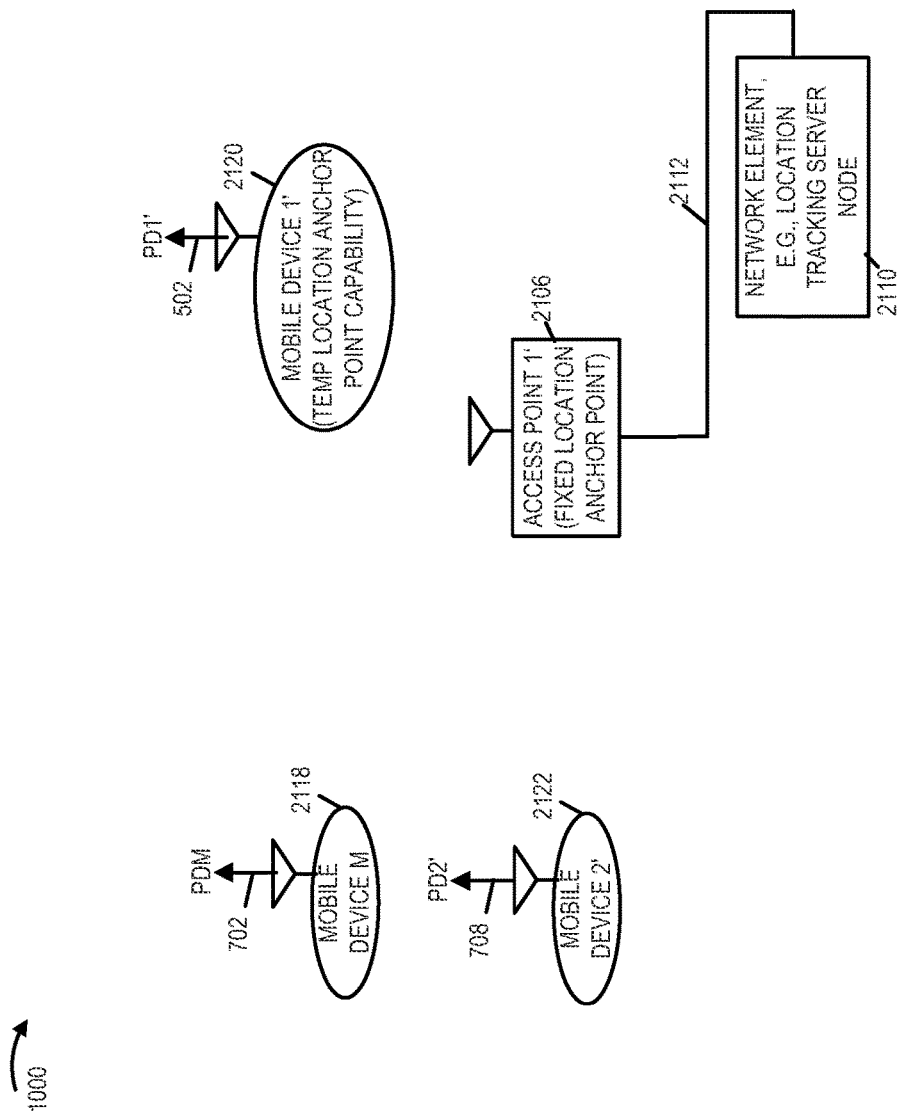 1000
PDM
702
2118
MOBILE
DEVICE M
PD2'
708
2122
MOBILE
DEVICE 2'
PD1'
502
2120
MOBILE DEVICE 1'
(TEMP LOCATION ANCHOR
POINT CAPABILITY)
2106
ACCESS POINT 1'
(FIXED LOCATION
ANCHOR POINT)
2112
NETWORK ELEMENT,
E.G., LOCATION
TRACKING SERVER
NODE
2110